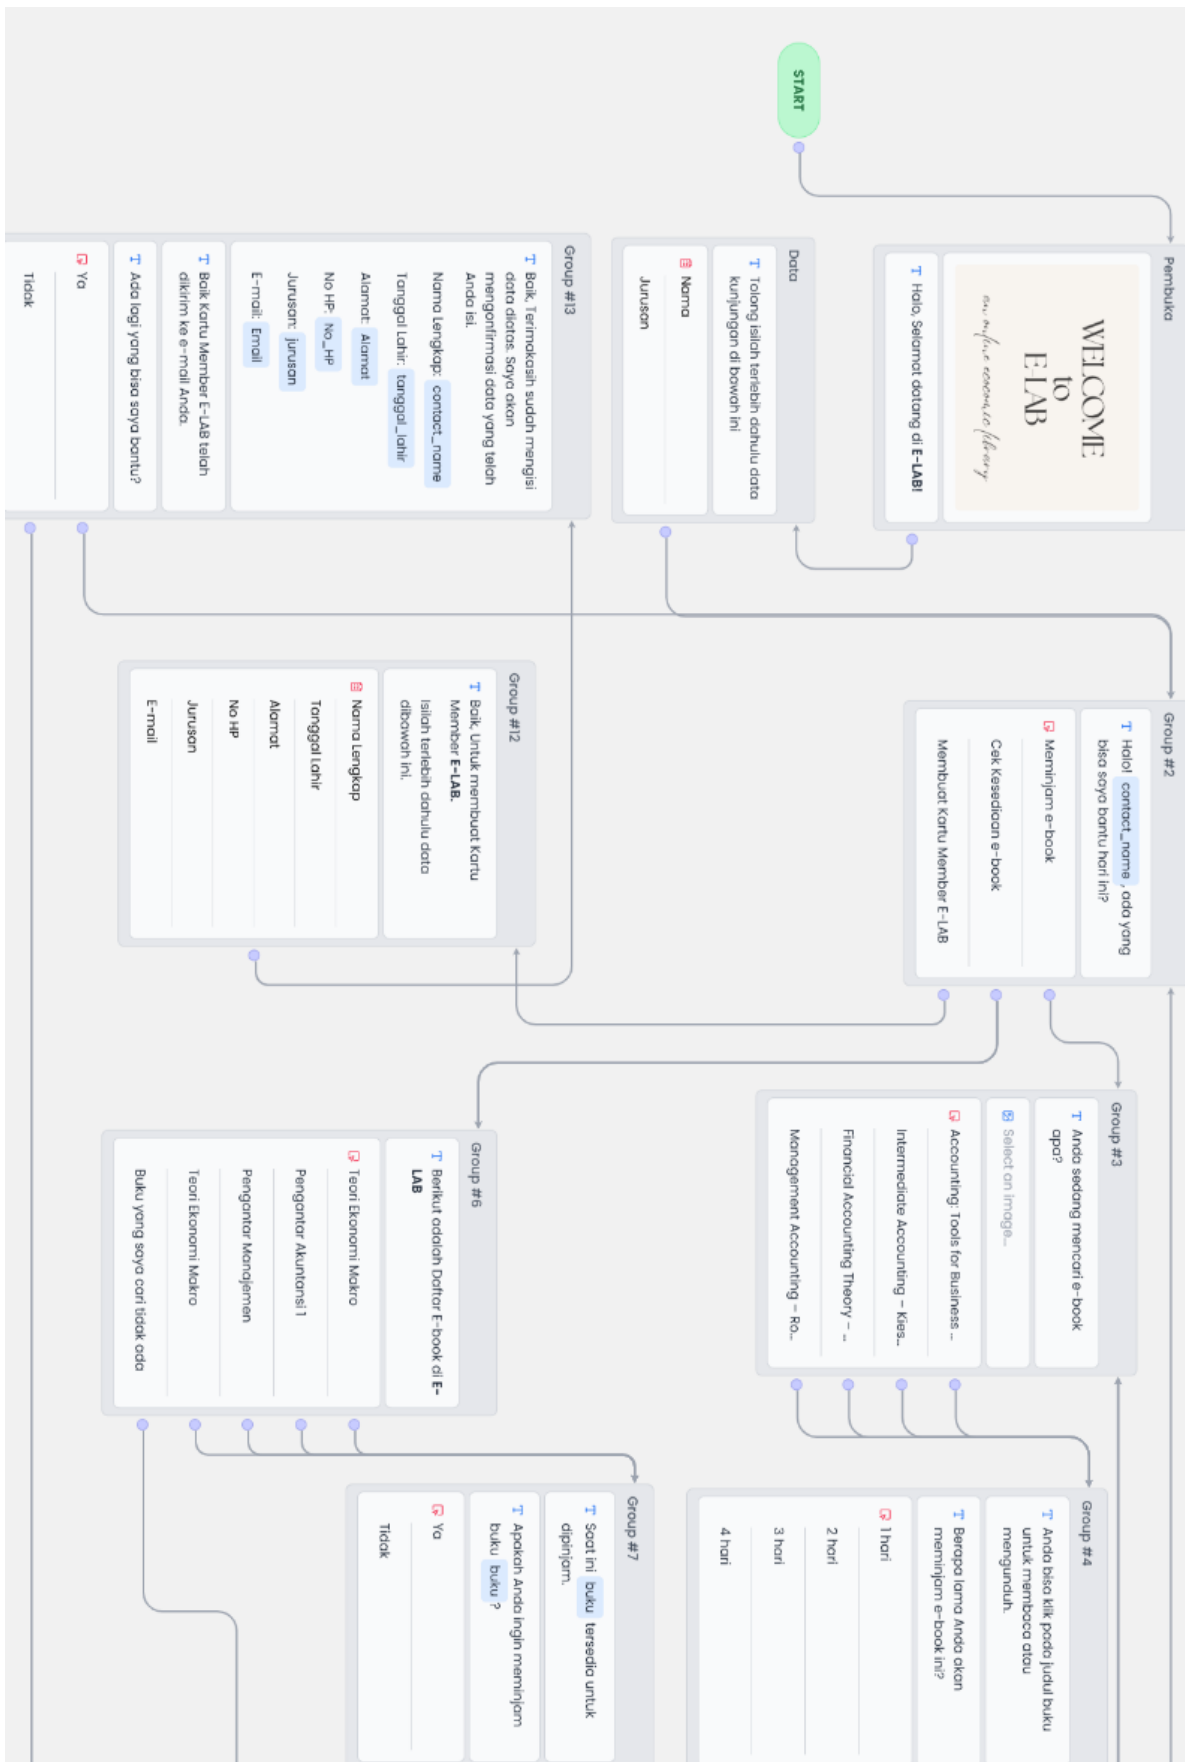 START
Pembuka
WELCOME
to
E-LAB
an online economic library
Halo, Selamat datang di E-LAB!
Data
Tolong isilah terlebih dahulu data
kunjungan di bawah ini
Nama
Jurusan
Group #13
Baik, Terimakasih sudah mengisi
data diatas. Saya akan
mengonfirmasi data yang telah
Anda isi.
Nama Lengkap: contact_name
Tanggal Lahir: tanggal_lahir
Alamat: Alamat
No HP: No_HP
Jurusan: jurusan
E-mail: Email
Baik Kartu Member E-LAB telah
dikirim ke e-mail Anda.
Ada lagi yang bisa saya bantu?
Ya
Tidak
Group #2
Halo! contact_name, ada yang
bisa saya bantu hari ini?
Meminjam e-book
Cek Kesediaan e-book
Membuat Kartu Member E-LAB
Group #12
Baik, Untuk membuat Kartu
Member E-LAB.
Isilah terlebih dahulu data
dibawah ini.
Nama Lengkap
Tanggal Lahir
Alamat
No HP
Jurusan
E-mail
Group #3
Anda sedang mencari e-book
apa?
Select an image...
Accounting: Tools for Business ...
Intermediate Accounting - Kies...
Financial Accounting Theory - ...
Management Accounting - Ro...
Group #6
Berikut adalah Daftar E-book di E-
LAB
Teori Ekonomi Makro
Pengantar Akuntansi 1
Pengantar Manajemen
Teori Ekonomi Makro
Buku yang saya cari tidak ada
Group #4
Anda bisa klik pada judul buku
untuk membaca atau
mengunduh.
Berapa lama Anda akan
meminjam e-book ini?
1 hari
2 hari
3 hari
4 hari
Group #7
Saat ini buku tersedia untuk
dipinjam.
Apakah Anda ingin meminjam
buku buku ?
Ya
Tidak